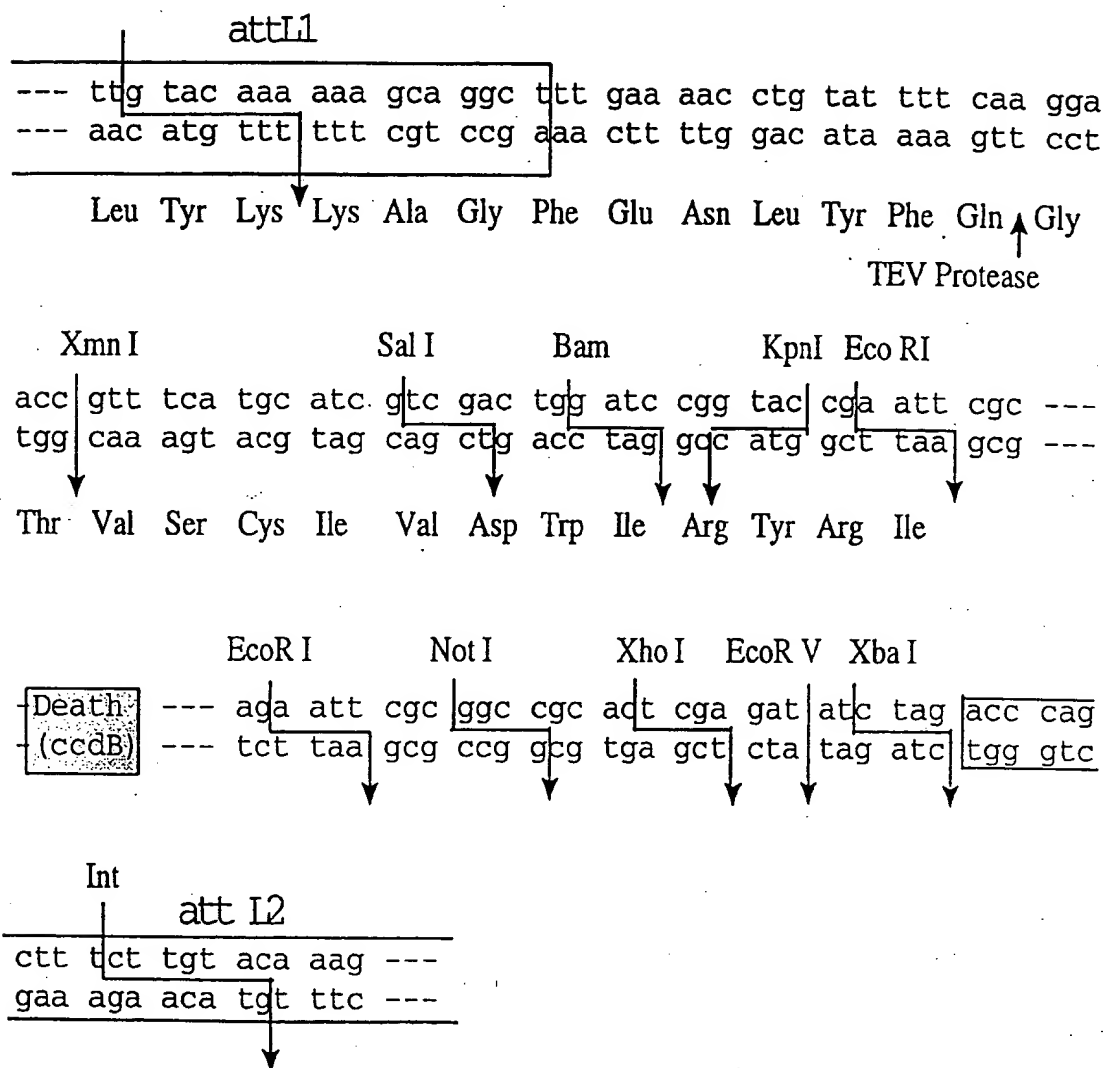 attL1
--- ttg tac aaa aaa gca ggc ttt gaa aac ctg tat ttt caa gga
--- aac atg ttt ttt cgt ccg aaa ctt ttg gac ata aaa gtt cct
Leu Tyr Lys Lys Ala Gly Phe Glu Asn Leu Tyr Phe Gln Gly
TEV Protease
Xmn I Sal I Bam KpnI Eco RI
acc gtt tca tgc atc gtc gac tgg atc cgg tac cga att cgc ---
tgg caa agt acg tag cag ctg acc tag gcc atg gct taa gcg ---
Thr Val Ser Cys Ile Val Asp Trp Ile Arg Tyr Arg Ile
EcoR I Not I Xho I EcoR V Xba I
Death --- aga att cgc ggc cgc act cga gat atc tag acc cag
(ccdB) --- tct taa gcg ccg gcg tga gct cta tag atc tgg gtc
Int
att L2
ctt tct tgt aca aag ---
gaa aga aca tgt ttc ---